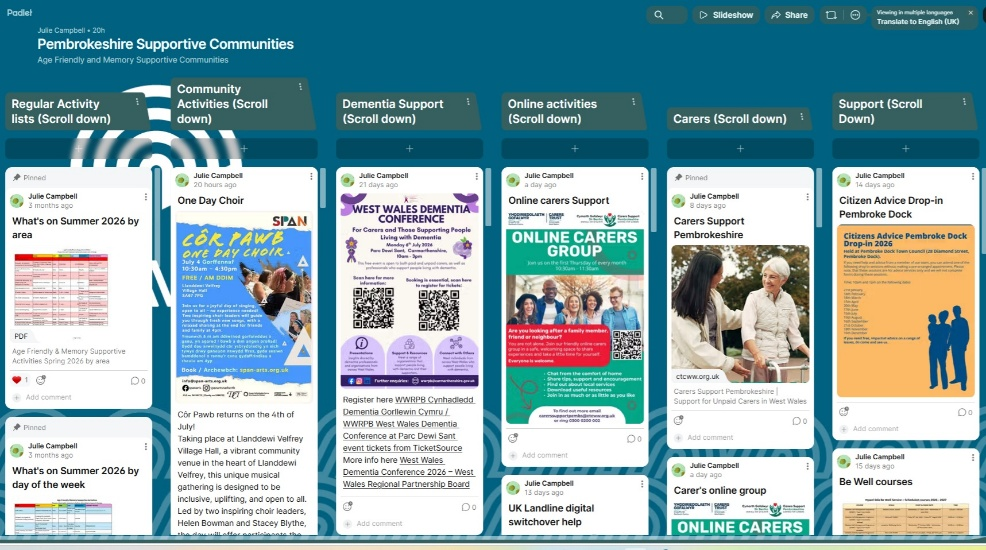 Padlet
Slideshow
Share
Viewing in multiple languages
Translate to English (UK)
Julie Campbell • 20h
Pembrokeshire Supportive Communities
Age Friendly and Memory Supportive Communities
Regular Activity
lists (Scroll down)
Pinned
Julie Campbell
3 months ago
What's on Summer 2026 by
area
PDF
Age Friendly & Memory Supportive
Activities Spring 2026 by area
1
0
Add comment
Pinned
Julie Campbell
3 months ago
What's on Summer 2026 by
day of the week
Community
Activities (Scroll
down)
Julie Campbell
20 hours ago
One Day Choir
SPAN
CÔR PAWB
ONE DAY CHOIR
July 4 Gorffennaf
10:30am - 4:30pm
FREE / AM DDIM
Llanddewi Velfrey
Village Hall
Book / Archebwch: span-arts.org.uk
info@span-arts.org.uk
Côr Pawb returns on the 4th of
July!
Taking place at Llanddewi Velfrey
Village Hall, a vibrant community
venue in the heart of Llanddewi
Velfrey, this unique musical
gathering is designed to be
inclusive, uplifting, and open to all.
Led by two inspiring choir leaders,
Helen Bowman and Stacey Blythe,
the day will offer participants the
Dementia Support
(Scroll down)
Julie Campbell
21 days ago
WEST WALES DEMENTIA
CONFERENCE
For Carers and Those Supporting People
Living with Dementia
Monday 6th July 2026
Parc Dewi Sant, Carmarthenshire,
10am - 3pm
Scan here for more
information:
Booking is essential, scan here
to register for tickets:
Presentations
Support & Resources
Connect with Others
Further enquiries:
Register here WWRPB Cynhadledd
Dementia Gorllewin Cymru /
WWRPB West Wales Dementia
Conference at Parc Dewi Sant
event tickets from TicketSource
More info here West Wales
Dementia Conference 2026 – West
Wales Regional Partnership Board
0
Add comment
Online activities
(Scroll down)
Julie Campbell
a day ago
Online carers Support
ONLINE CARERS
GROUP
Join us on the first Thursday of every month
10:30am - 11:30am
Are you looking after a family member,
friend or neighbour?
Everyone is welcome.
Chat from the comfort of home
Share tips, support and encouragement
Find out about local services
Download useful resources
Join in as much or as little as you like
To find out more email
or ring 0300 0200 002
0
Add comment
Julie Campbell
13 days ago
UK Landline digital
switchover help
Carers (Scroll down)
Pinned
Julie Campbell
8 days ago
Carers Support
Pembrokeshire
ctcww.org.uk
Carers Support Pembrokeshire |
Support for Unpaid Carers in West Wales
0
Add comment
Julie Campbell
a day ago
Carer's online group
ONLINE CARERS
Support (Scroll
Down)
Julie Campbell
14 days ago
Citizen Advice Drop-in
Pembroke Dock
Citizens Advice Pembroke Dock
Drop-in 2026
0
Add comment
Julie Campbell
15 days ago
Be Well courses